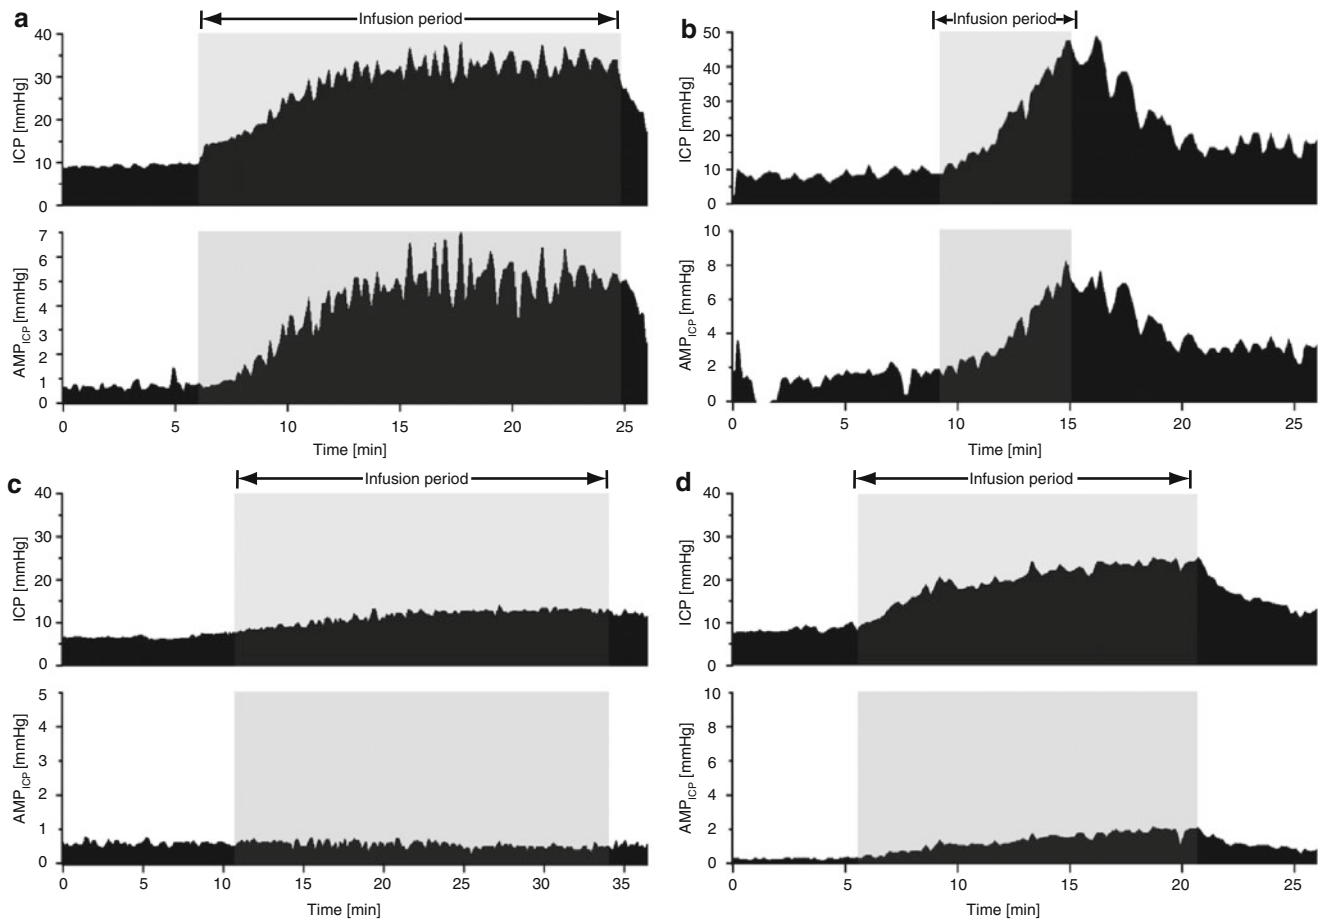 a
Infusion period
ICP [mmHg]
40
30
20
10
0
AMP_ICP [mmHg]
7
6
5
4
3
2
1
0
0 5 10 15 20 25
Time [min]
b
Infusion period
ICP [mmHg]
50
40
30
20
10
0
AMP_ICP [mmHg]
10
8
6
4
2
0
0 5 10 15 20 25
Time [min]
c
Infusion period
ICP [mmHg]
40
30
20
10
0
AMP_ICP [mmHg]
5
4
3
2
1
0
0 5 10 15 20 25 30 35
Time [min]
d
Infusion period
ICP [mmHg]
40
30
20
10
0
AMP_ICP [mmHg]
10
8
6
4
2
0
0 5 10 15 20 25
Time [min]